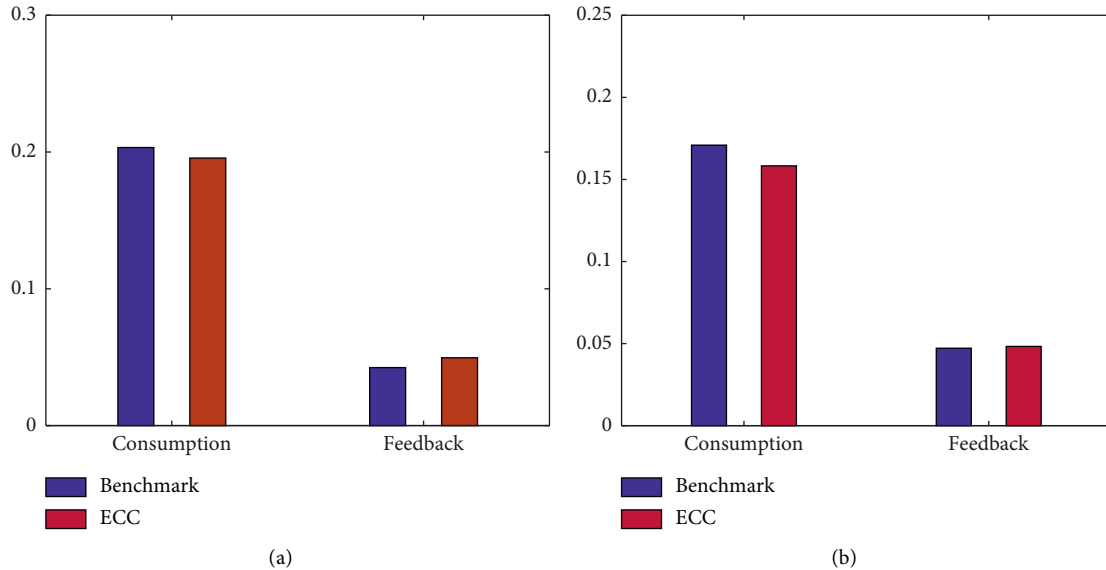 0.3
0.2
0.1
0
Consumption
Feedback
Benchmark
ECC
(a)
0.25
0.2
0.15
0.1
0.05
0
Consumption
Feedback
Benchmark
ECC
(b)